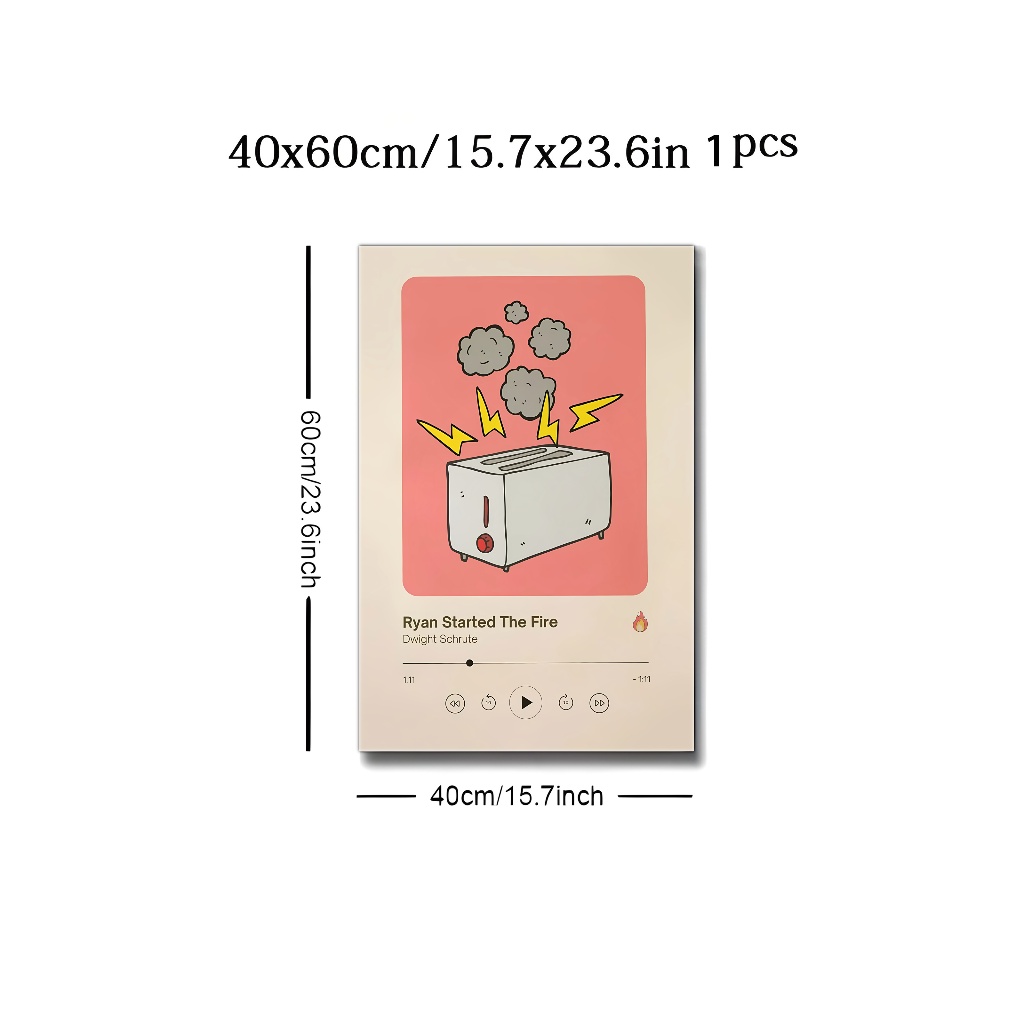 40x60cm/15.7x23.6in 1pcs
60cm/23.6inch
Ryan Started The Fire
Dwight Schrute
1:11
- 1:11
40cm/15.7inch